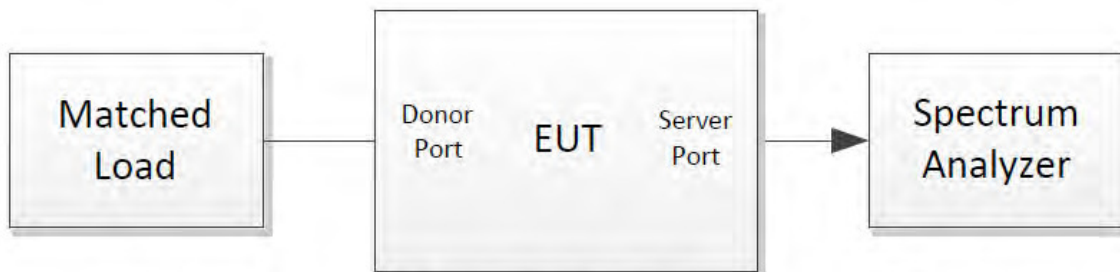 Matched
Load
Donor
Port
EUT
Server
Port
Spectrum
Analyzer